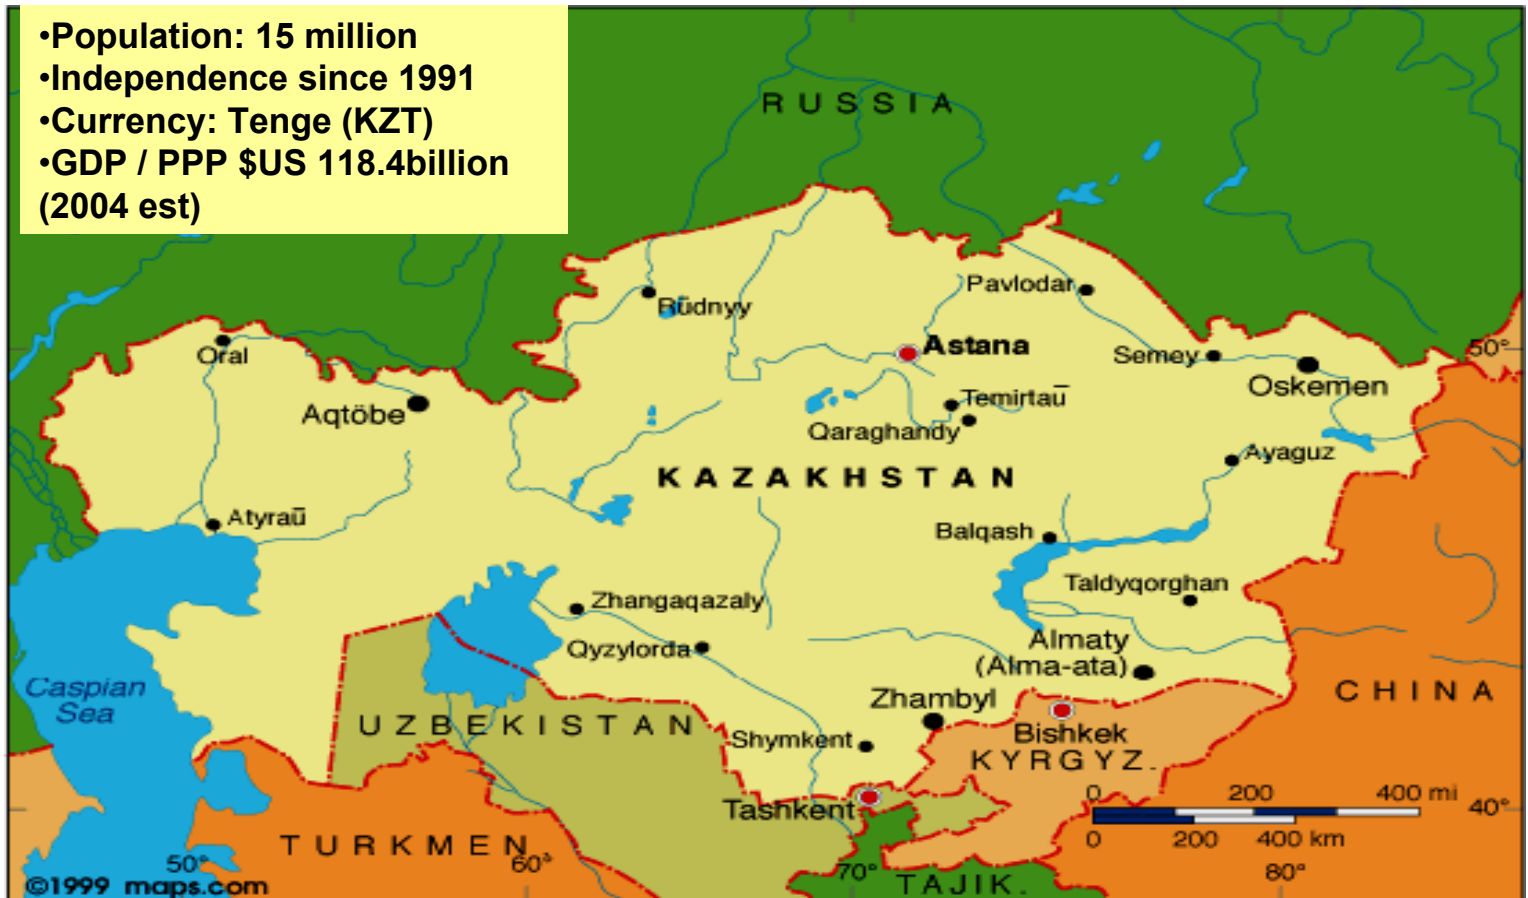 •Population: 15 million
•Independence since 1991
•Currency: Tenge (KZT)
•GDP / PPP $US 118.4billion
(2004 est)
RUSSIA
Pavlodar
Rūdnyy
Oral
Astana
Semey
50°
Oskemen
Aqtöbe
Temirtaū
Qaraghandy
Ayaguz
KAZAKHSTAN
Atyraū
Balqash
Taldyqorghan
Zhangaqazaly
Almaty
(Alma-ata)
Qyzylorda
Caspian
Sea
CHINA
Zhambyl
UZBEKISTAN
Bishkek
Shymkent
KYRGYZ.
0 200 400 mi
40°
Tashkent
0 200 400 km
TURKMEN.
50° 60° 70° 80°
TAJIK.
©1999 maps.com